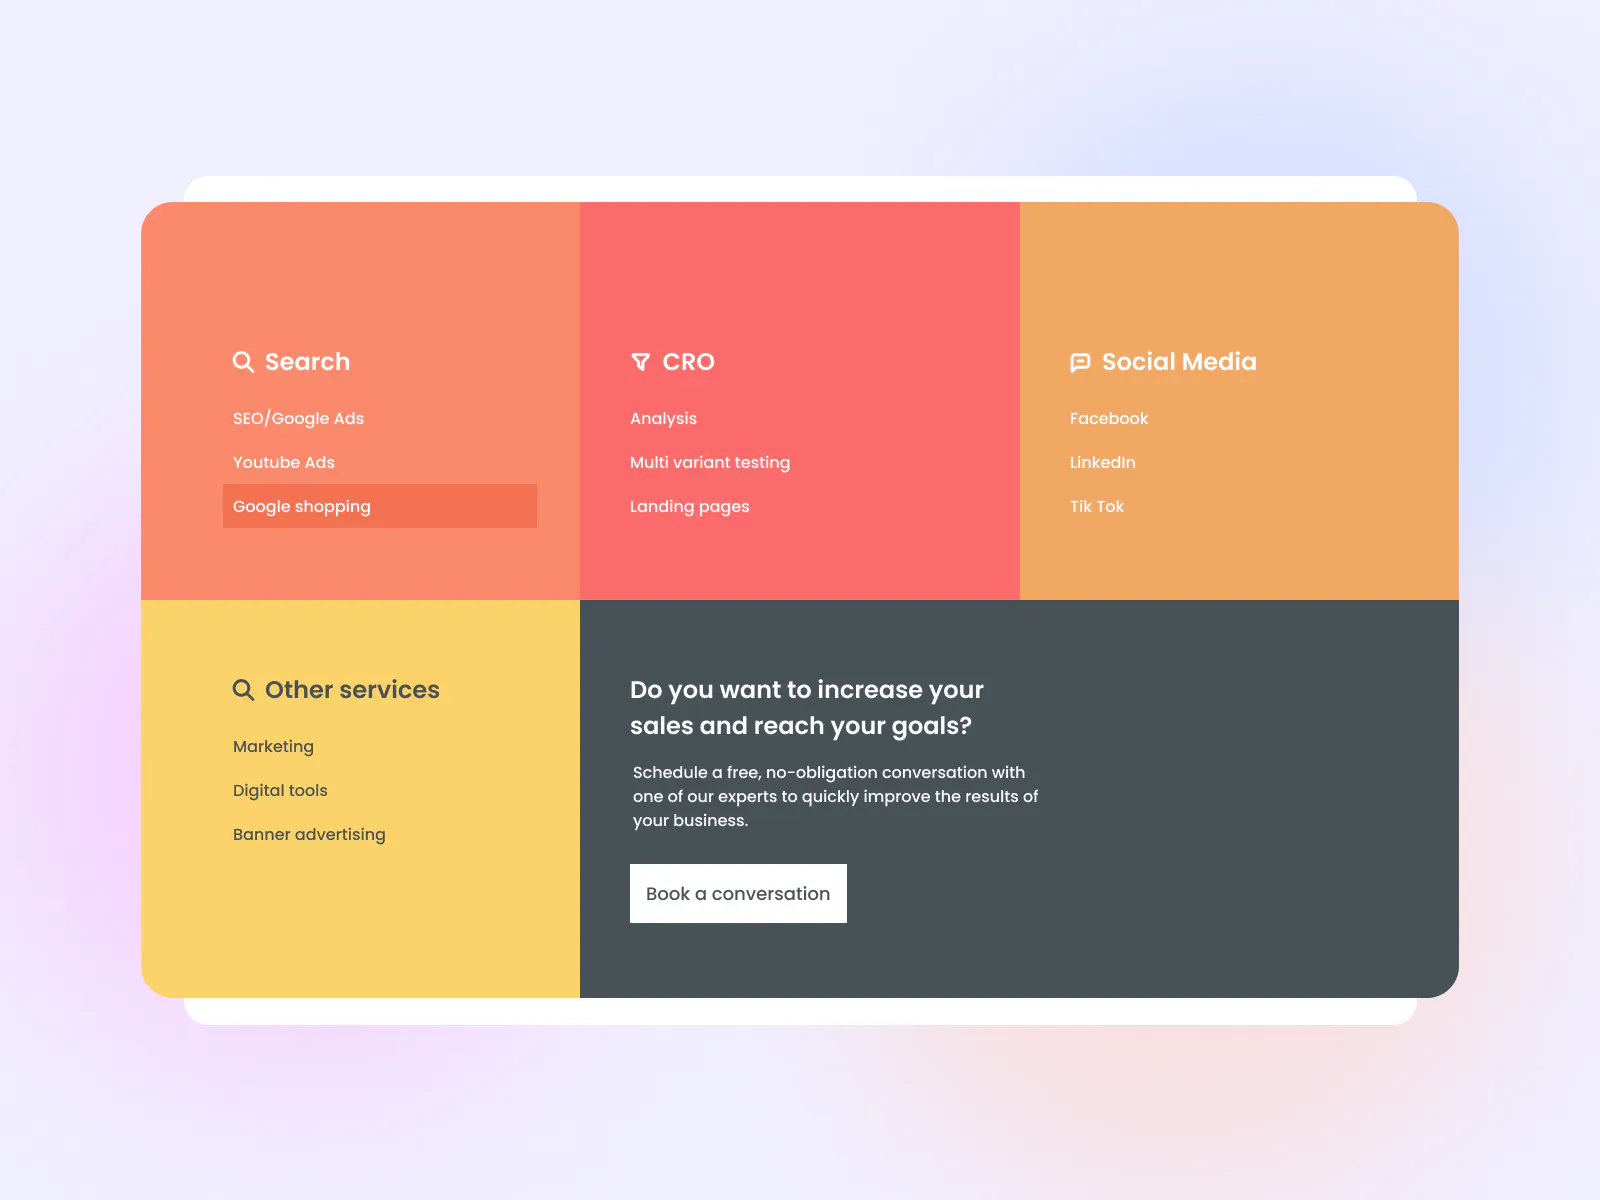 Search
SEO/Google Ads
Youtube Ads
Google shopping
CRO
Analysis
Multi variant testing
Landing pages
Social Media
Facebook
LinkedIn
Tik Tok
Other services
Marketing
Digital tools
Banner advertising
Do you want to increase your
sales and reach your goals?
Schedule a free, no-obligation conversation with
one of our experts to quickly improve the results of
your business.
Book a conversation